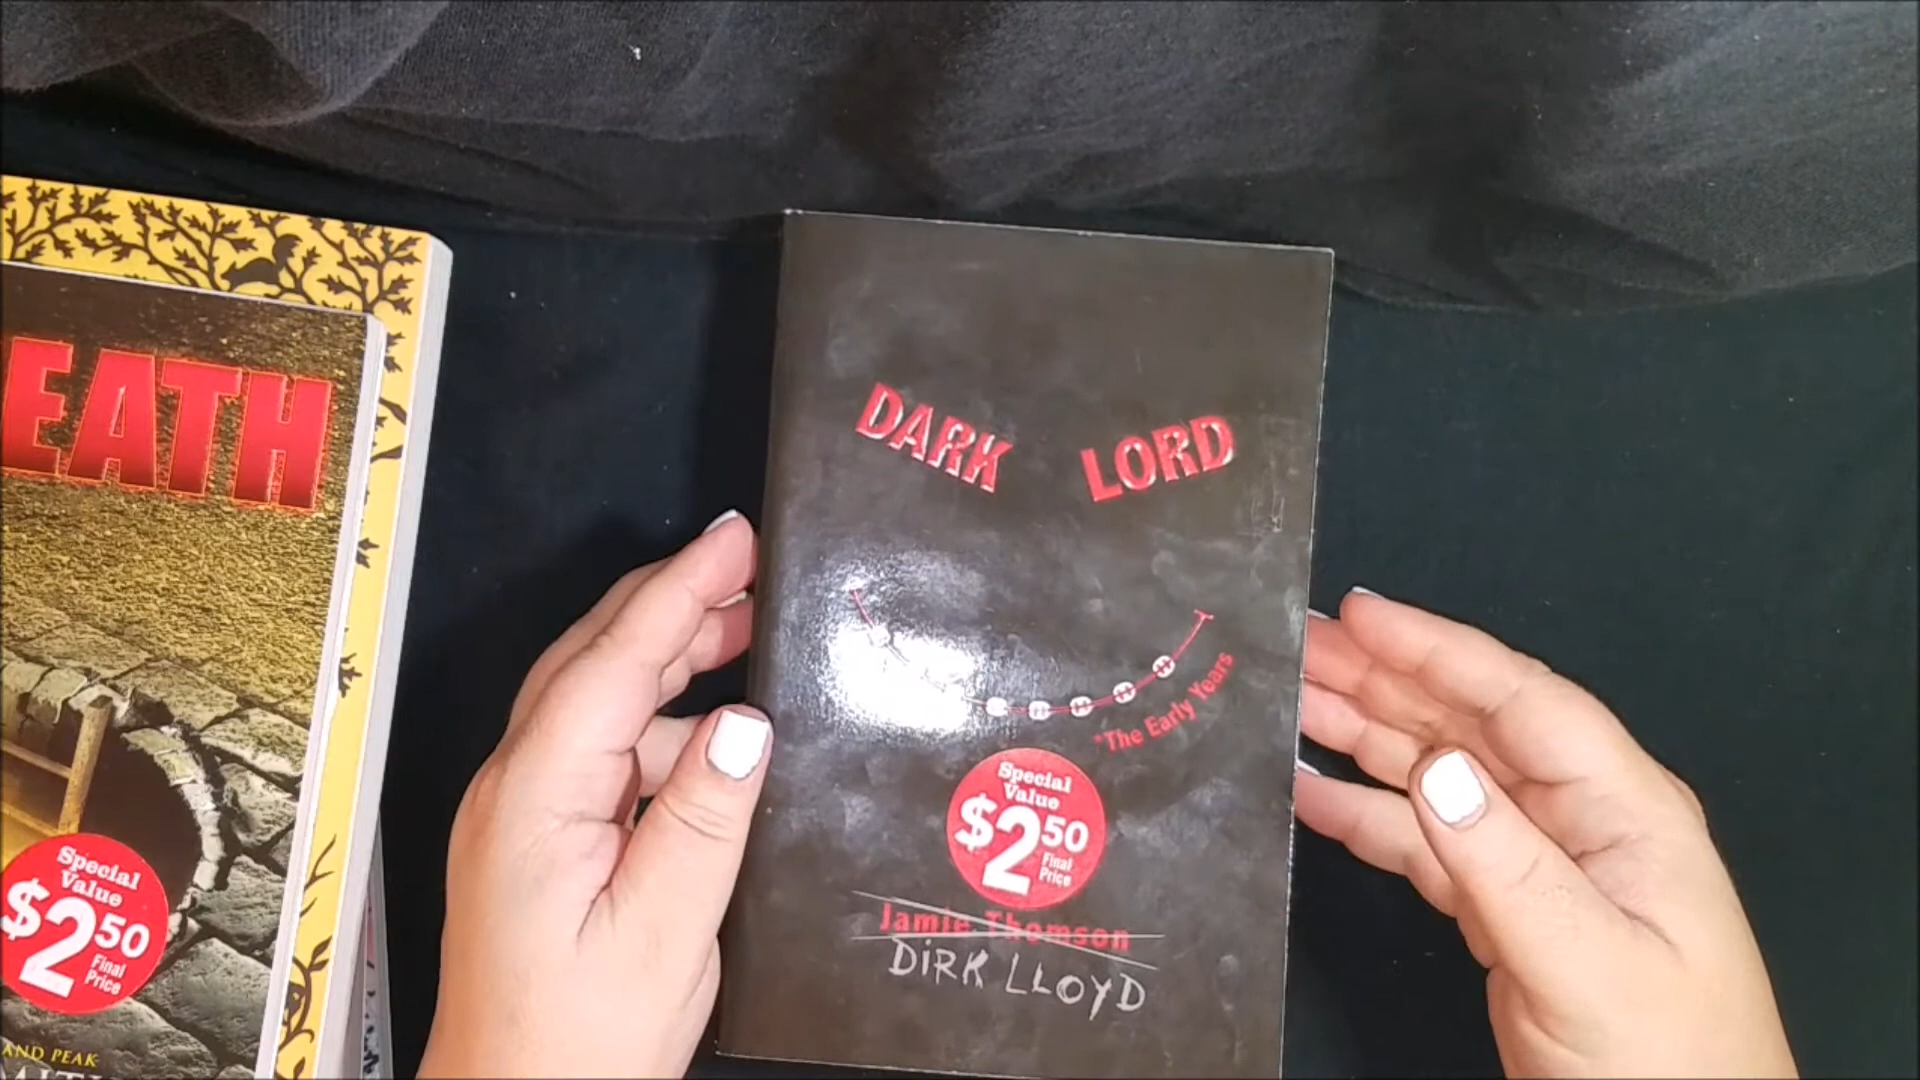 EATH
Special
Value
$2.50
Final
Price
AND PEAK
DARK LORD
*The Early Years
Special
Value
$2.50
Final
Price
Jamie Thomson
DIRK LLOYD